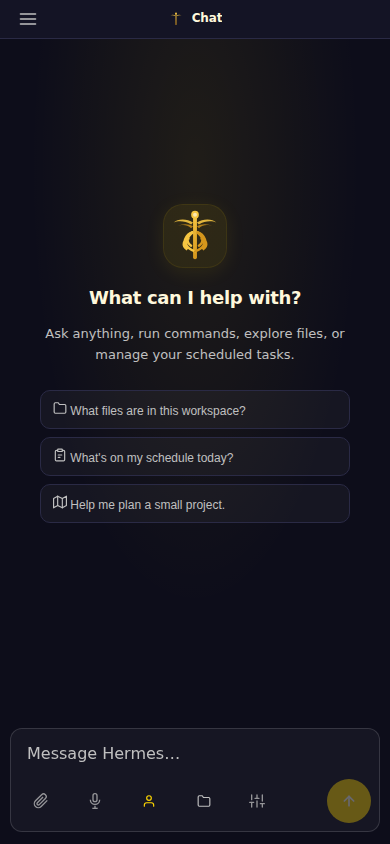 Chat
What can I help with?
Ask anything, run commands, explore files, or
manage your scheduled tasks.
What files are in this workspace?
What's on my schedule today?
Help me plan a small project.
Message Hermes...